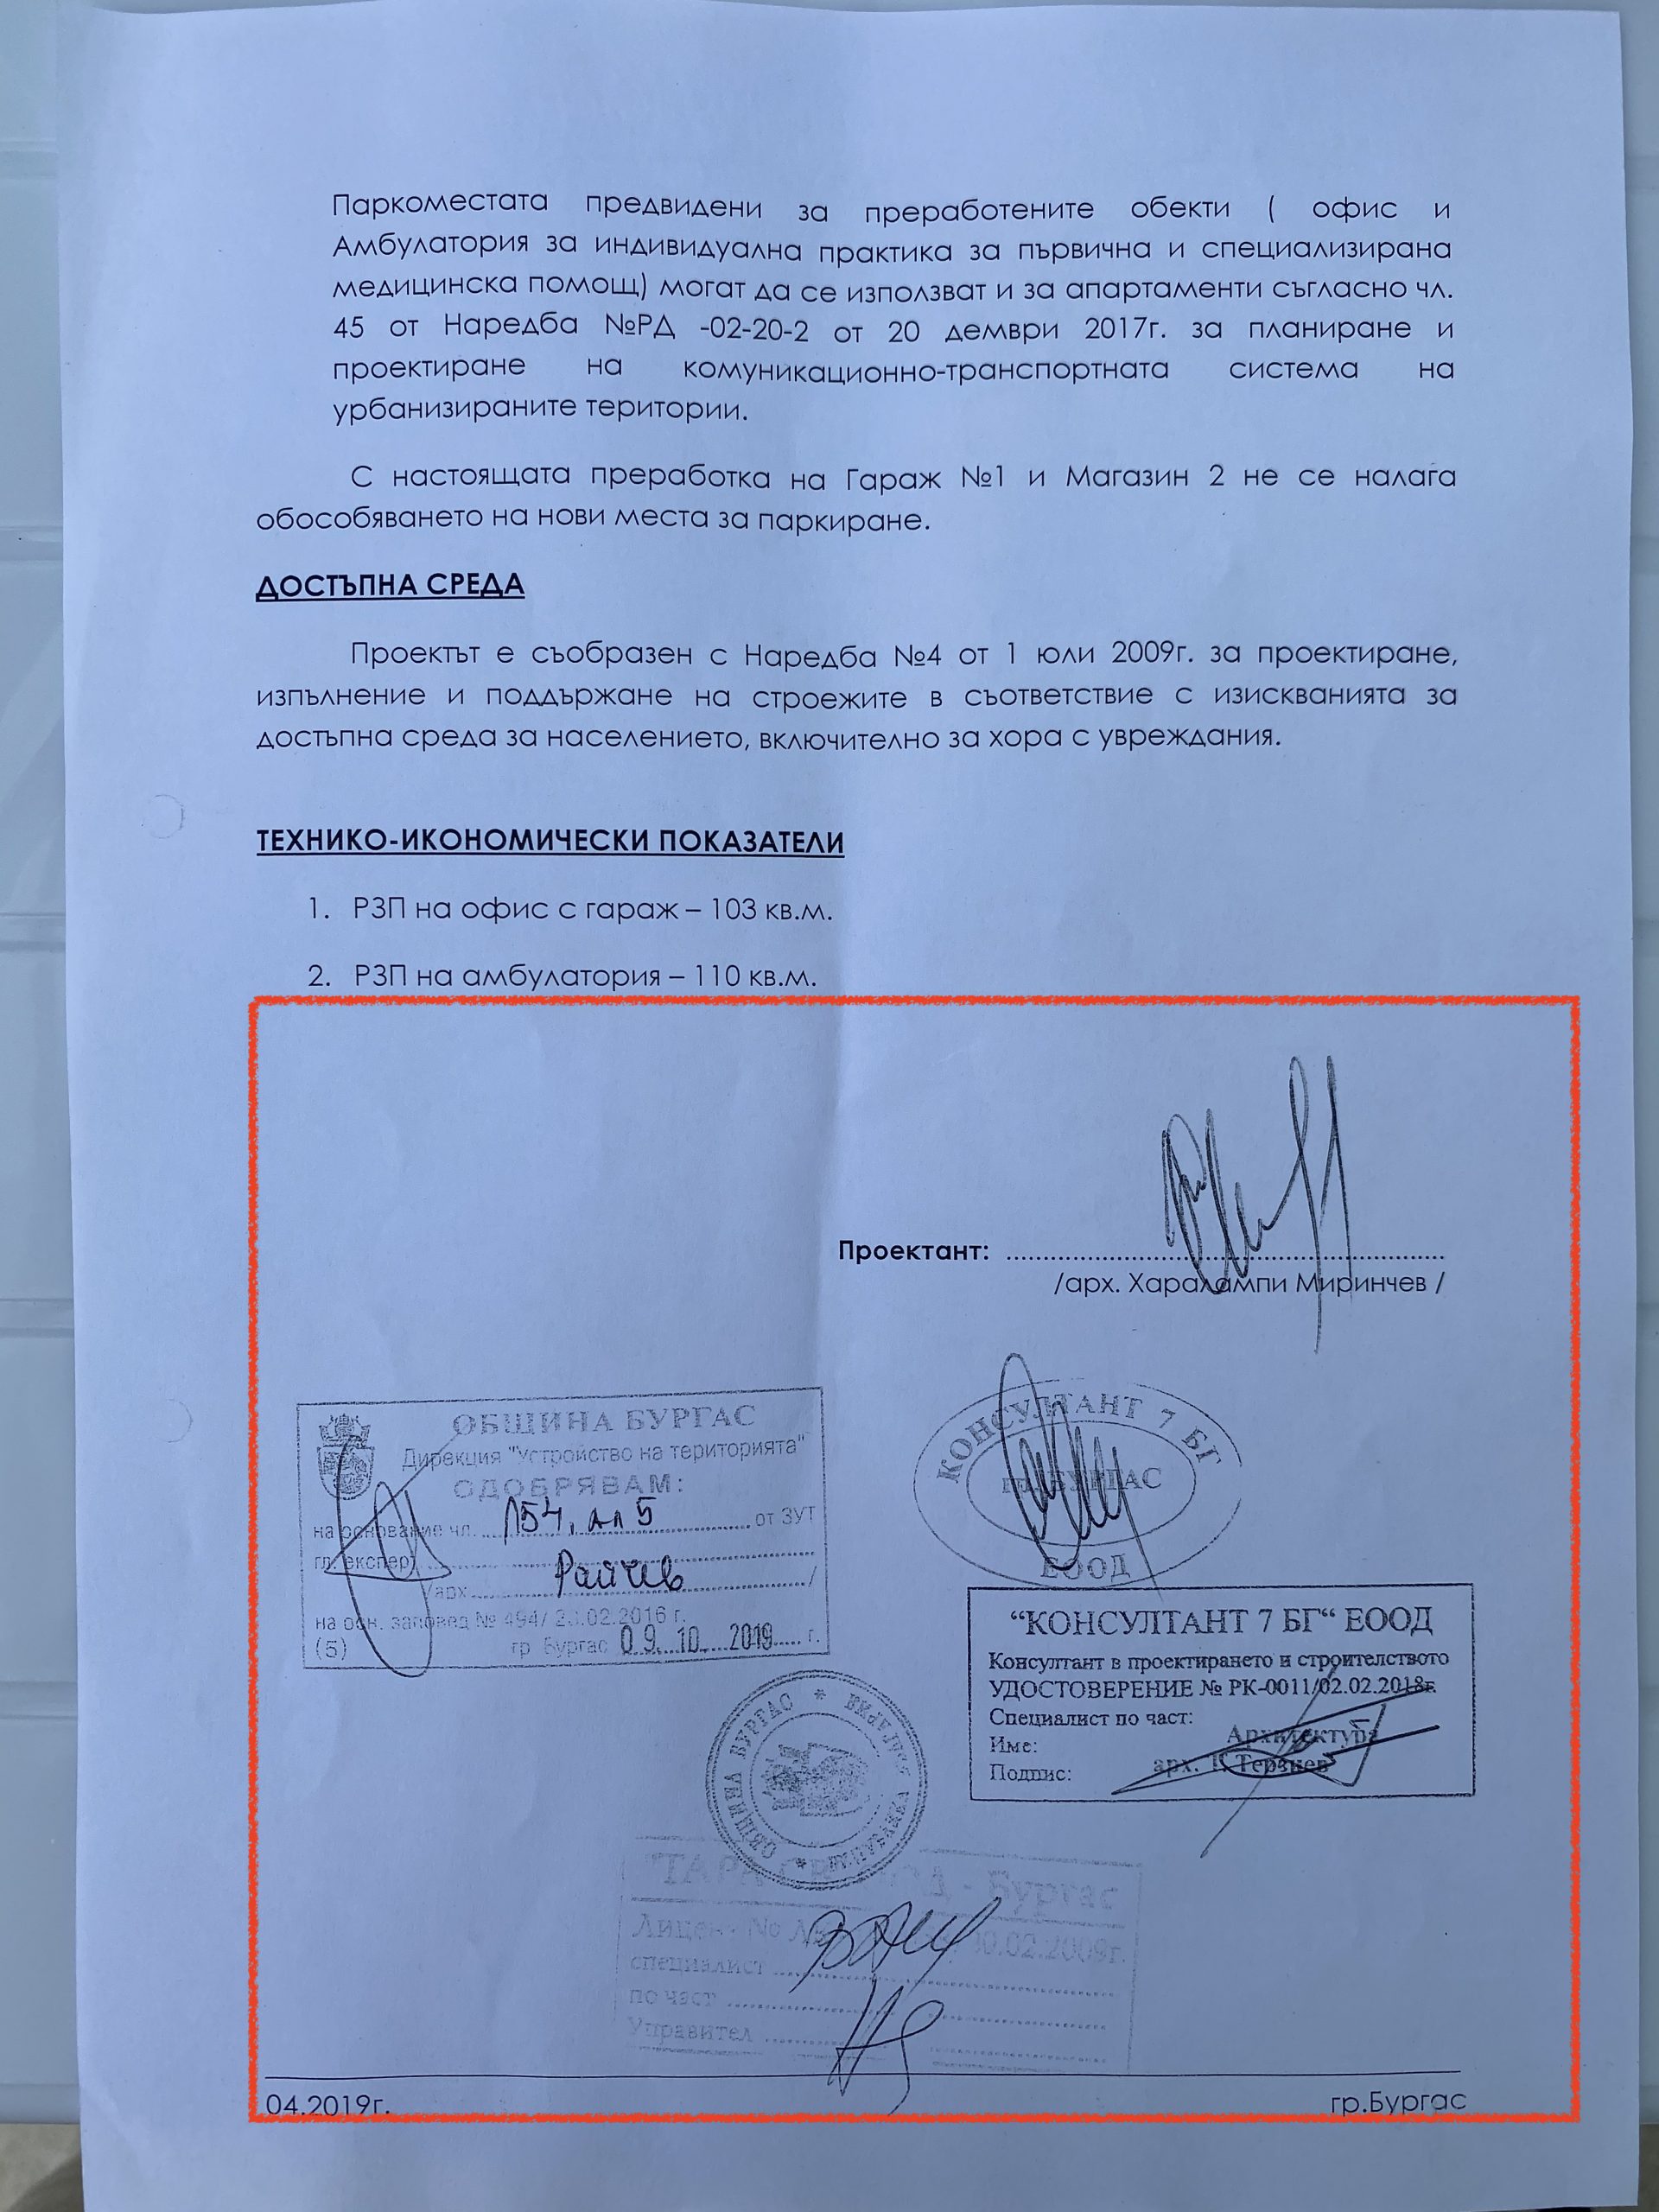 Паркоместата предвидени за преработените обекти ( офис и
Амбулатория за индивидуална практика за първична и специализирана
медицинска помощ) могат да се използват и за апартаменти съгласно чл.
45 от Наредба №РД -02-20-2 от 20 дември 2017г. за планиране и
проектиране на комуникационно-транспортната система на
урбанизираните територии.
С настоящата преработка на Гараж №1 и Магазин 2 не се налага
обособяването на нови места за паркиране.
ДОСТЪПНА СРЕДА
Проектът е съобразен с Наредба №4 от 1 юли 2009г. за проектиране,
изпълнение и поддържане на строежите в съответствие с изискванията за
достъпна среда за населението, включително за хора с увреждания.
ТЕХНИКО-ИКОНОМИЧЕСКИ ПОКАЗАТЕЛИ
1. РЗП на офис с гараж – 103 кв.м.
2. РЗП на амбулатория – 110 кв.м.
Проектант:
/арх. Харалампи Миринчев /
ОБЩИНА БУРГАС
Дирекция "Устройство на територията"
ОДОБРЯВАМ:
на основание чл. 154, ал 5 от ЗУТ
гл. експерт
/арх. Райчев /
на осн. заповед № 494/ 02.2016 г.
(5) гр. Бургас 09. 10. 2019 г.
КОНСУЛТАНТ 7 БГ
гр. БУРГАС
ЕООД
“КОНСУЛТАНТ 7 БГ“ ЕООД
Консултант в проектирането и строителството
УДОСТОВЕРЕНИЕ № РК-0011/02.02.2018г.
Специалист по част:
Архитектура
Име:
арх. Терзиев
Подпис:
ОБЩИНА БУРГАС
- Бургас
Лиценз № 02.2009г.
специалист
по част
Управител
04.2019г. гр.Бургас